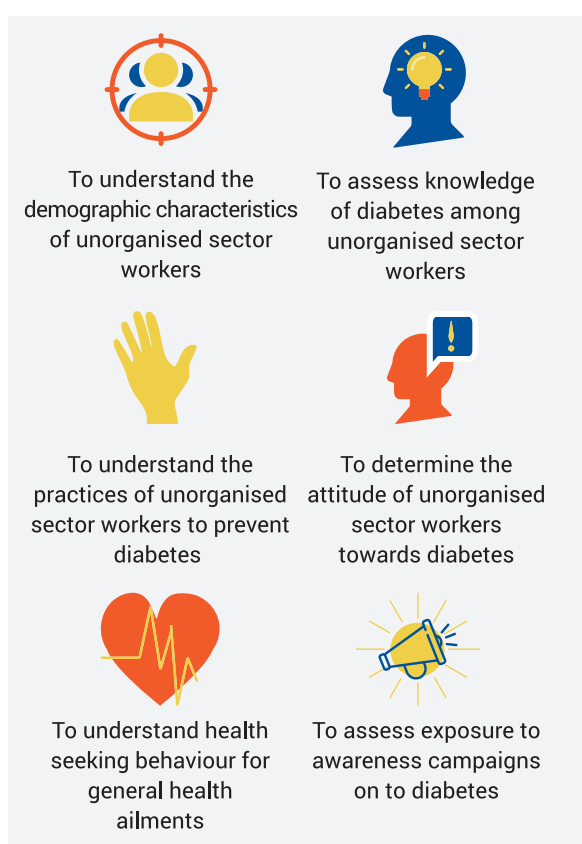 To understand the
demographic characteristics
of unorganised sector
workers
To assess knowledge
of diabetes among
unorganised sector
workers
To understand the
practices of unorganised
sector workers to prevent
diabetes
To determine the
attitude of unorganised
sector workers
towards diabetes
To understand health
seeking behaviour for
general health
ailments
To assess exposure to
awareness campaigns
on to diabetes